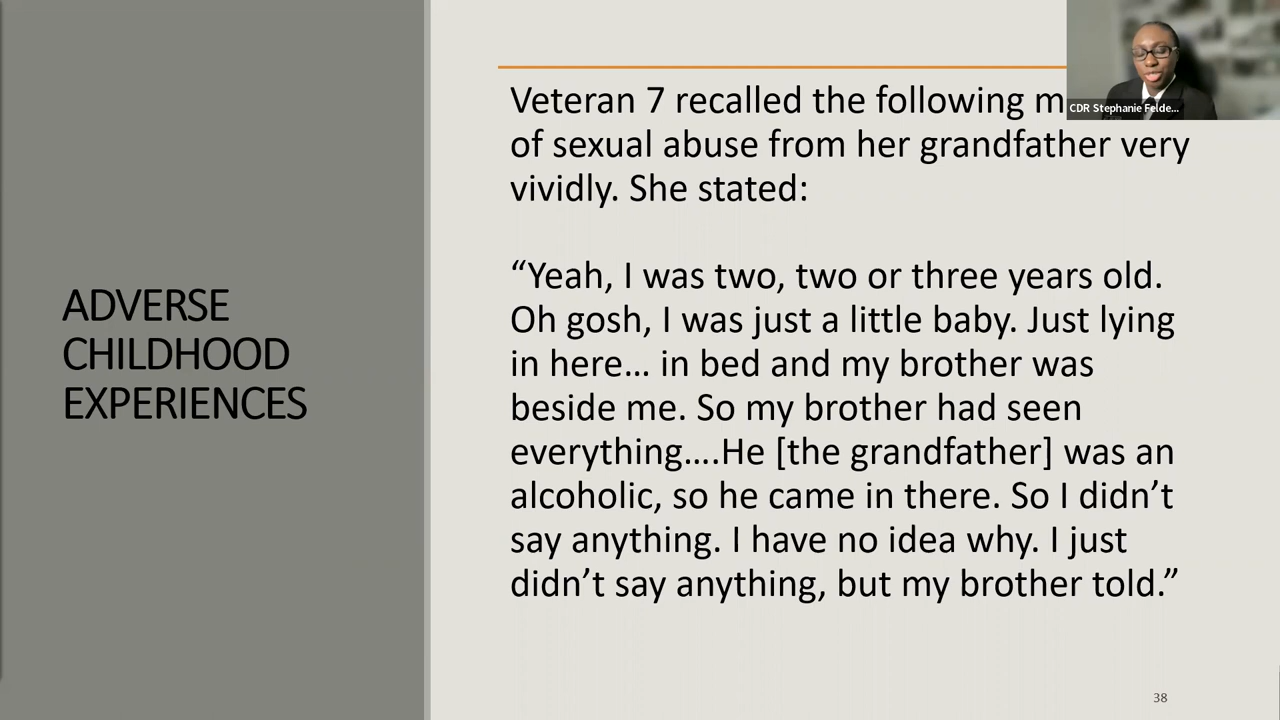 ADVERSE
CHILDHOOD
EXPERIENCES
Veteran 7 recalled the following
of sexual abuse from her grandfather very
vividly. She stated:
“Yeah, I was two, two or three years old.
Oh gosh, I was just a little baby. Just lying
in here… in bed and my brother was
beside me. So my brother had seen
everything….He [the grandfather] was an
alcoholic, so he came in there. So I didn’t
say anything. I have no idea why. I just
didn’t say anything, but my brother told.”
CDR Stephanie Felde...
38